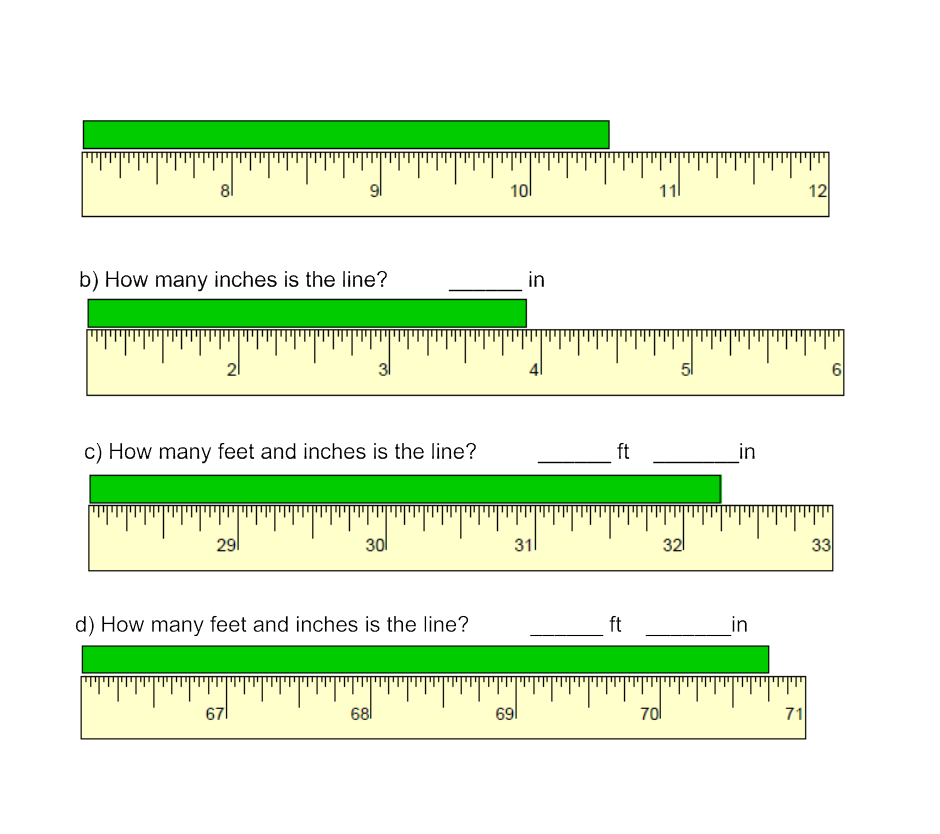 8 9 10 11 12
b) How many inches is the line? ______ in
2 3 4 5 6
c) How many feet and inches is the line? ______ ft _______in
29 30 31 32 33
d) How many feet and inches is the line? ______ ft _______in
67 68 69 70 71